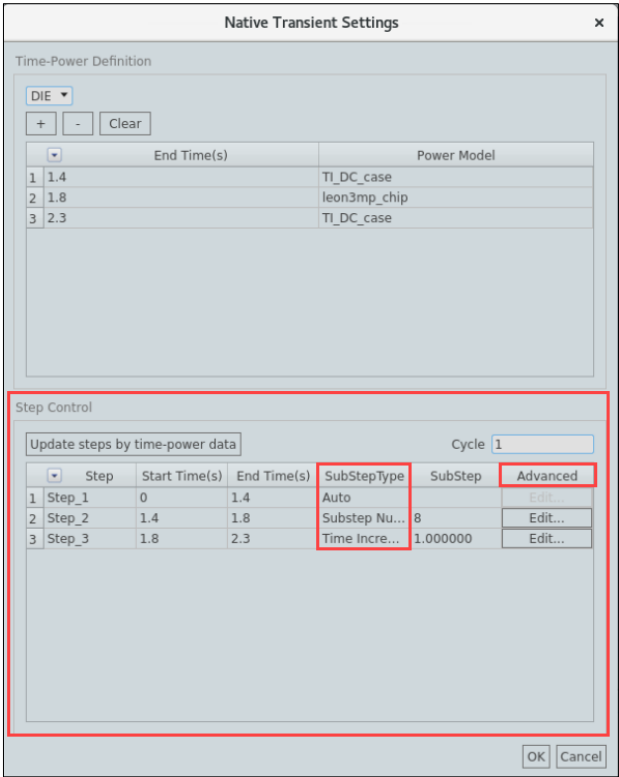 Native Transient Settings ×
Time-Power Definition
DIE
+ - Clear
End Time(s) Power Model
1 1.4 TI_DC_case
2 1.8 leon3mp_chip
3 2.3 TI_DC_case
Step Control
Update steps by time-power data Cycle 1
Step Start Time(s) End Time(s) SubStepType SubStep Advanced
1 Step_1 0 1.4 Auto Edit...
2 Step_2 1.4 1.8 Substep Nu... 8 Edit...
3 Step_3 1.8 2.3 Time Incre... 1.000000 Edit...
OK Cancel